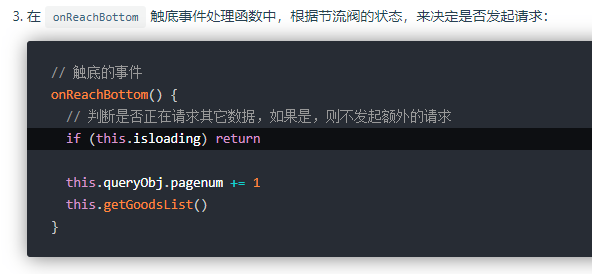 3. 在 onReachBottom 触底事件处理函数中，根据节流阀的状态，来决定是否发起请求：
// 触底的事件
onReachBottom() {
// 判断是否正在请求其它数据，如果是，则不发起额外的请求
if (this.isloading) return
this.queryObj.pagenum += 1
this.getGoodsList()
}